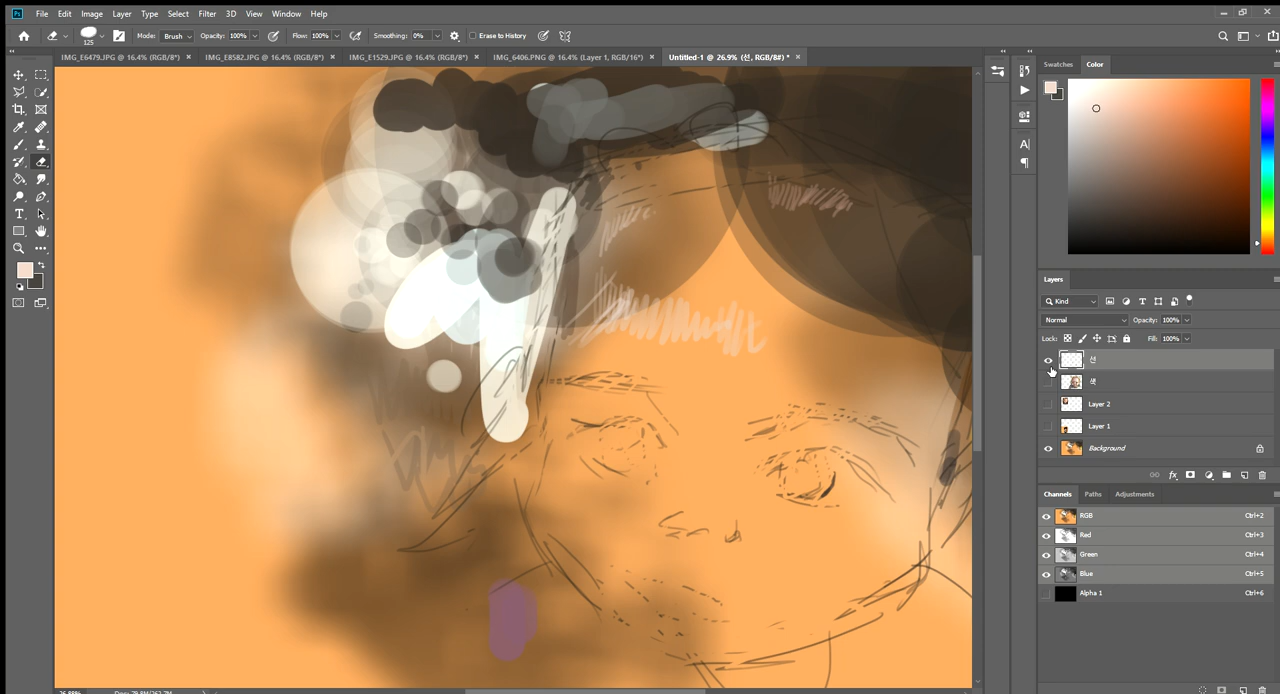 Ps File Edit Image Layer Type Select Filter 3D View Window Help
125 Mode: Brush Opacity: 100% Flow: 100% Smoothing: 0% Erase to History
IMG_E6479.JPG @ 16.4% (RGB/8*) × IMG_E8582.JPG @ 16.4% (RGB/8*) × IMG_E1529.JPG @ 16.4% (RGB/8*) × IMG_6406.PNG @ 16.4% (Layer 1, RGB/16*) × Untitled-1 @ 26.9% (선, RGB/8#) * ×
Swatches Color
Layers
Kind
Normal Opacity: 100%
Lock: Fill: 100%
선
색
Layer 2
Layer 1
Background
Channels Paths Adjustments
RGB Ctrl+2
Red Ctrl+3
Green Ctrl+4
Blue Ctrl+5
Alpha 1 Ctrl+6